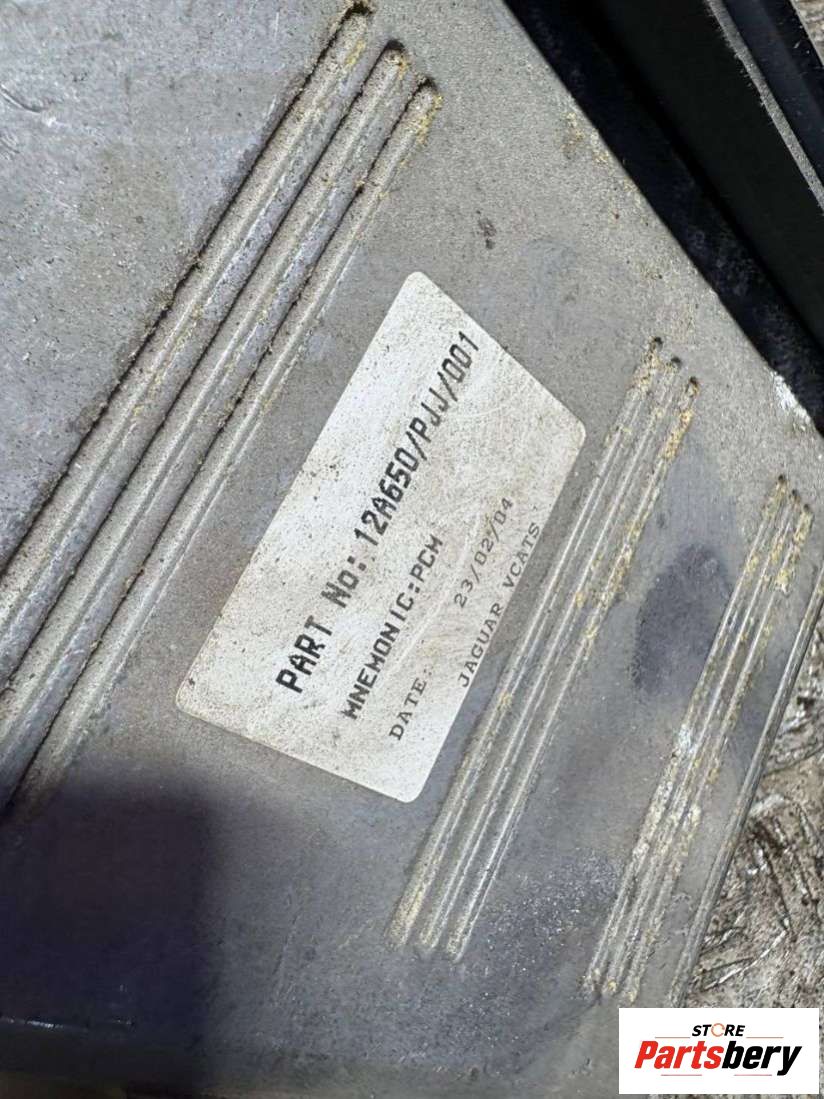 PART No: 12A650/PJJ/001
MNEMONIC:PCM
DATE: 23/02/04
JAGUAR VCATS
STORE
Partsbery